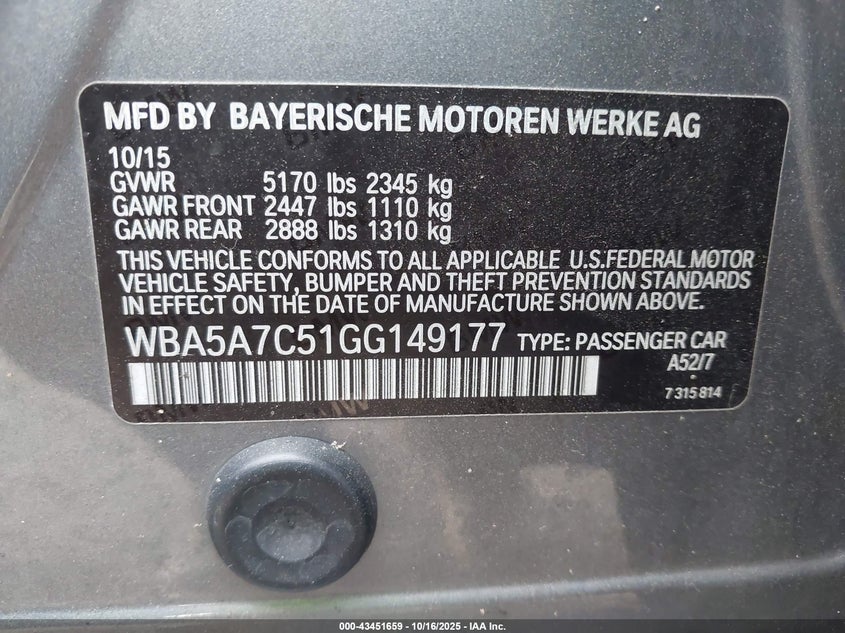 MFD BY BAYERISCHE MOTOREN WERKE AG
10/15
GVWR 5170 lbs 2345 kg
GAWR FRONT 2447 lbs 1110 kg
GAWR REAR 2888 lbs 1310 kg
THIS VEHICLE CONFORMS TO ALL APPLICABLE U.S.FEDERAL MOTOR
VEHICLE SAFETY, BUMPER AND THEFT PREVENTION STANDARDS
IN EFFECT ON THE DATE OF MANUFACTURE SHOWN ABOVE.
WBA5A7C51GG149177 TYPE: PASSENGER CAR
A52/7
7 315 814
000-43451659 - 10/16/2025 - IAA Inc.